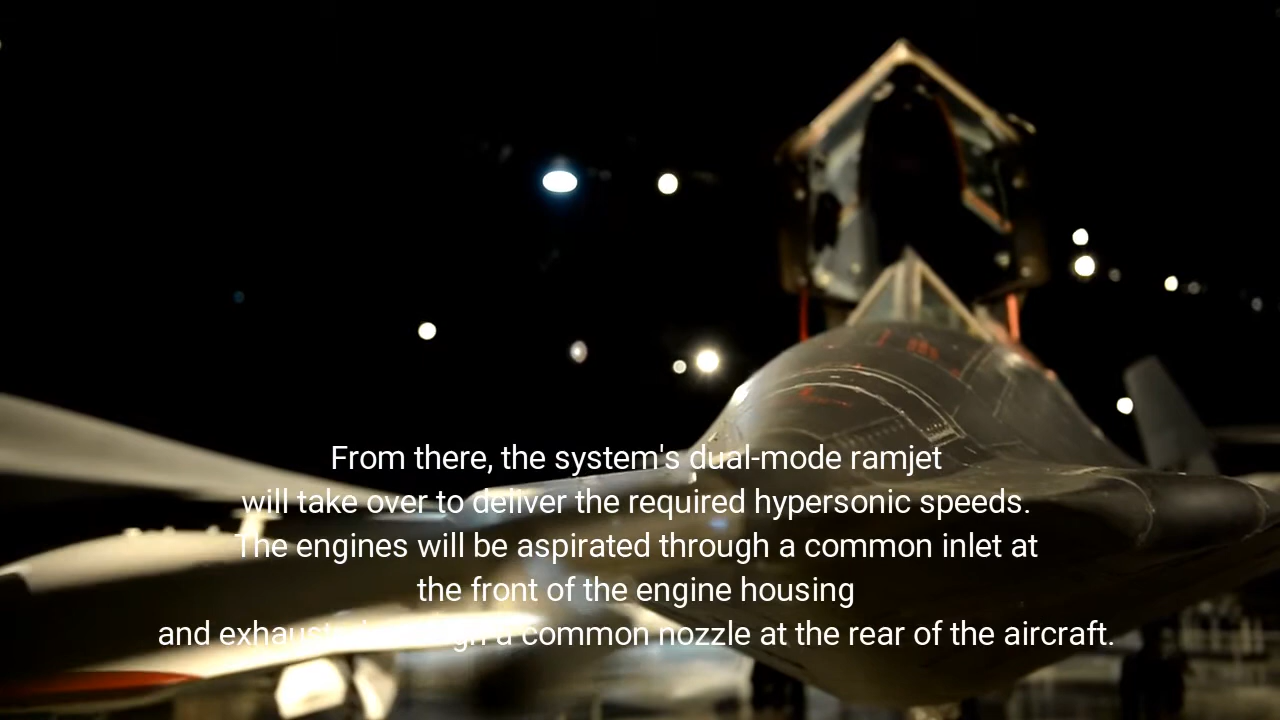 From there, the system's dual-mode ramjet
will take over to deliver the required hypersonic speeds.
The engines will be aspirated through a common inlet at
the front of the engine housing
and exhausted through a common nozzle at the rear of the aircraft.